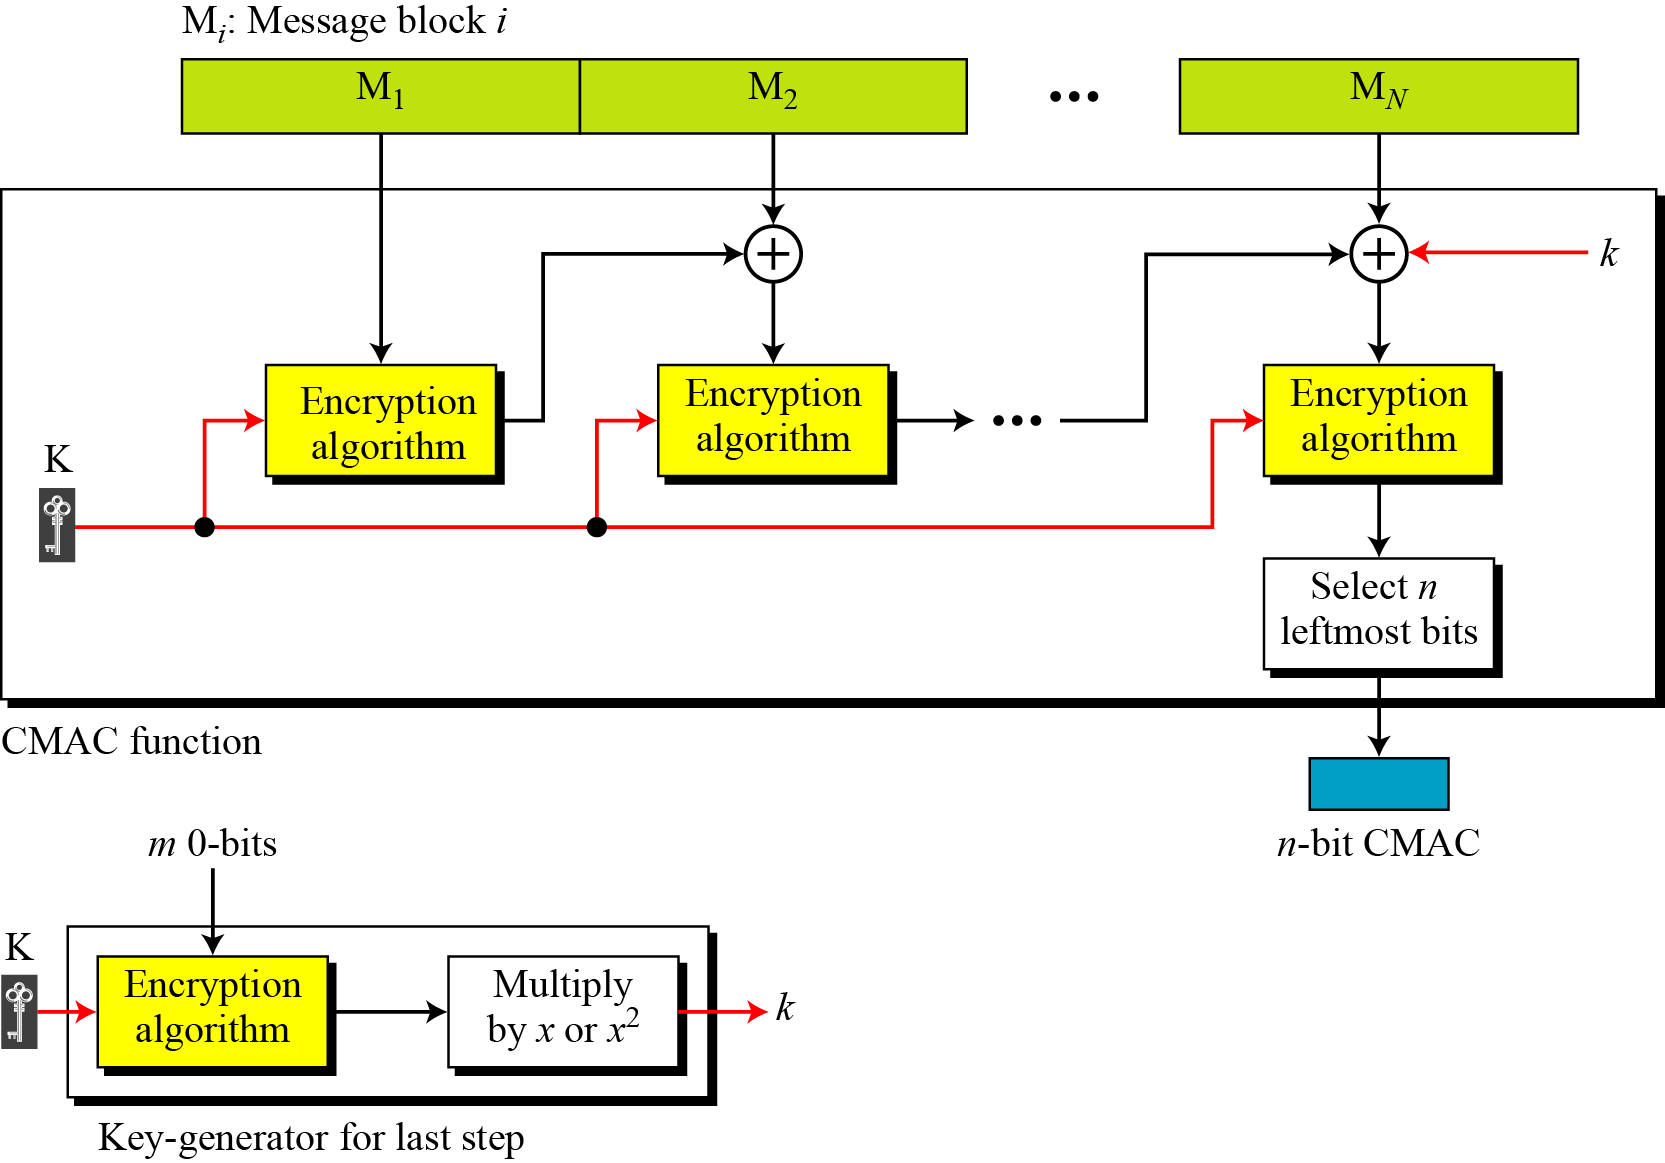 M_i: Message block i
M_1 M_2 ••• M_N
k
Encryption
algorithm
Encryption
algorithm
•••
Encryption
algorithm
K
Select n
leftmost bits
CMAC function
n-bit CMAC
m 0-bits
K
Encryption
algorithm
Multiply
by x or x²
k
Key-generator for last step